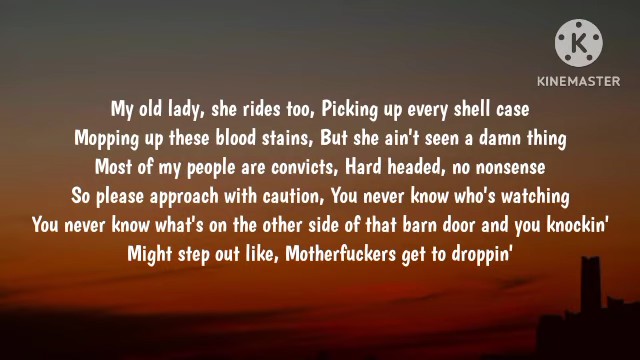 K
KINEMASTER
My old lady, she rides too, Picking up every shell case
Mopping up these blood stains, But she ain't seen a damn thing
Most of my people are convicts, Hard headed, no nonsense
So please approach with caution, You never know who's watching
You never know what's on the other side of that barn door and you knockin'
Might step out like, Motherfuckers get to droppin'